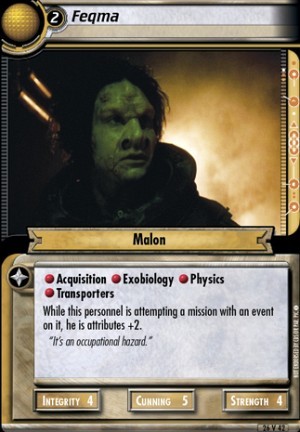 2 Feqma
Malon
Acquisition Exobiology Physics
Transporters
While this personnel is attempting a mission with an event
on it, he is attributes +2.
"It's an occupational hazard."
INTEGRITY 4 CUNNING 5 STRENGTH 4